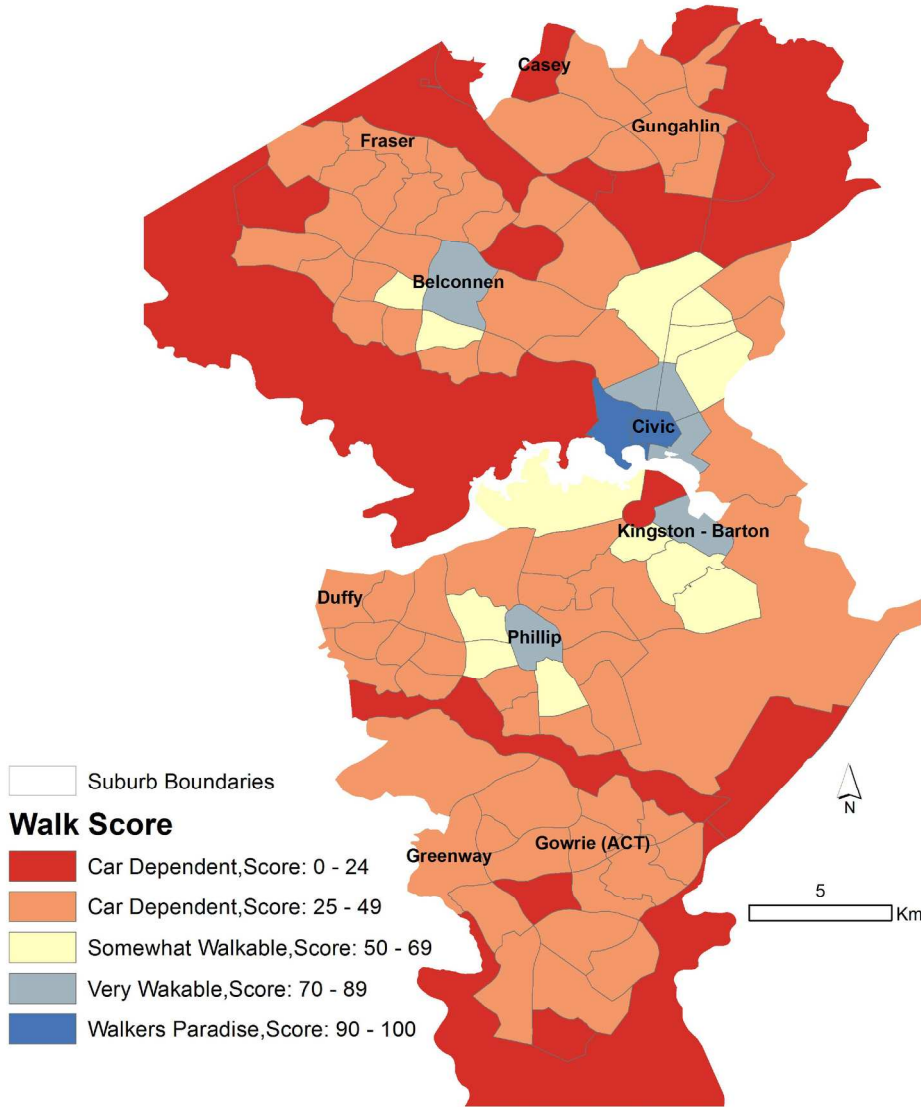 Casey
Gungahlin
Fraser
Belconnen
Civic
Kingston - Barton
Duffy
Phillip
Suburb Boundaries
Walk Score
Car Dependent,Score: 0 - 24
Car Dependent,Score: 25 - 49
Somewhat Walkable,Score: 50 - 69
Very Wakable,Score: 70 - 89
Walkers Paradise,Score: 90 - 100
Greenway
Gowrie (ACT)
N
5
Km